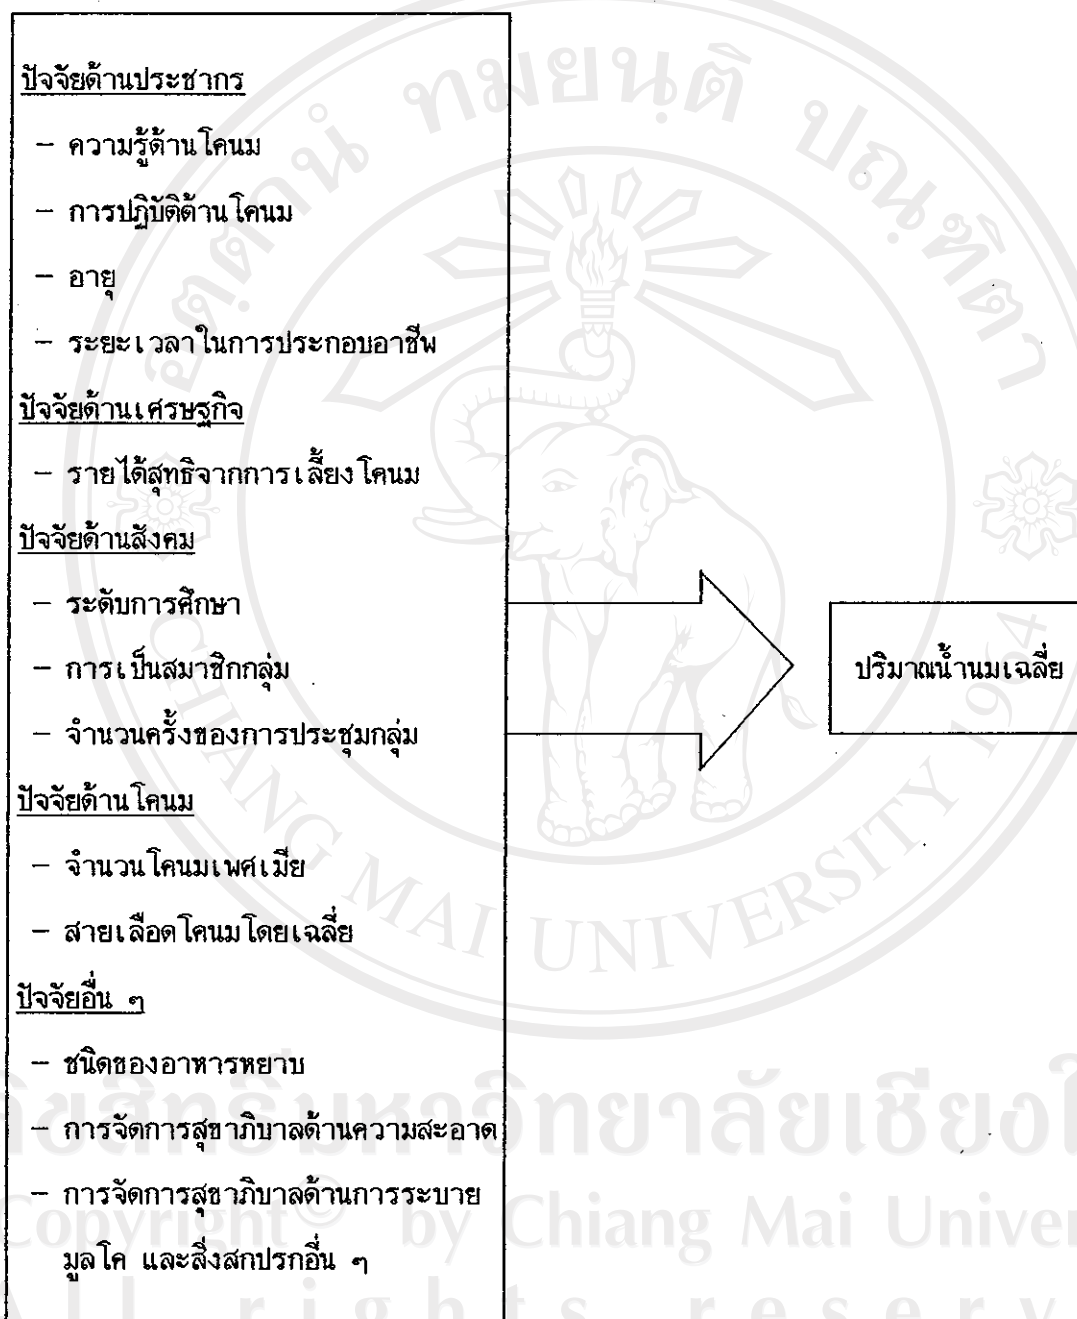 ปัจจัยด้านประชากร
- ความรู้ด้านโคนม
- การปฏิบัติด้านโคนม
- อายุ
- ระยะเวลาในการประกอบอาชีพ
ปัจจัยด้านเศรษฐกิจ
- รายได้สุทธิจากการเลี้ยงโคนม
ปัจจัยด้านสังคม
- ระดับการศึกษา
- การเป็นสมาชิกกลุ่ม
- จำนวนครั้งของการประชุมกลุ่ม
ปริมาณน้ำนมเฉลี่ย
ปัจจัยด้านโคนม
- จำนวนโคนมเพศเมีย
- สายเลือดโคนมโดยเฉลี่ย
ปัจจัยอื่น ๆ
- ชนิดของอาหารหยาบ
- การจัดการสุขาภิบาลด้านความสะอาด
- การจัดการสุขาภิบาลด้านการระบาย
มูลโค และสิ่งสกปรกอื่น ๆ
CHIANG MAI UNIVERSITY 1964
Copyright© by Chiang Mai Univer
All rights reserv